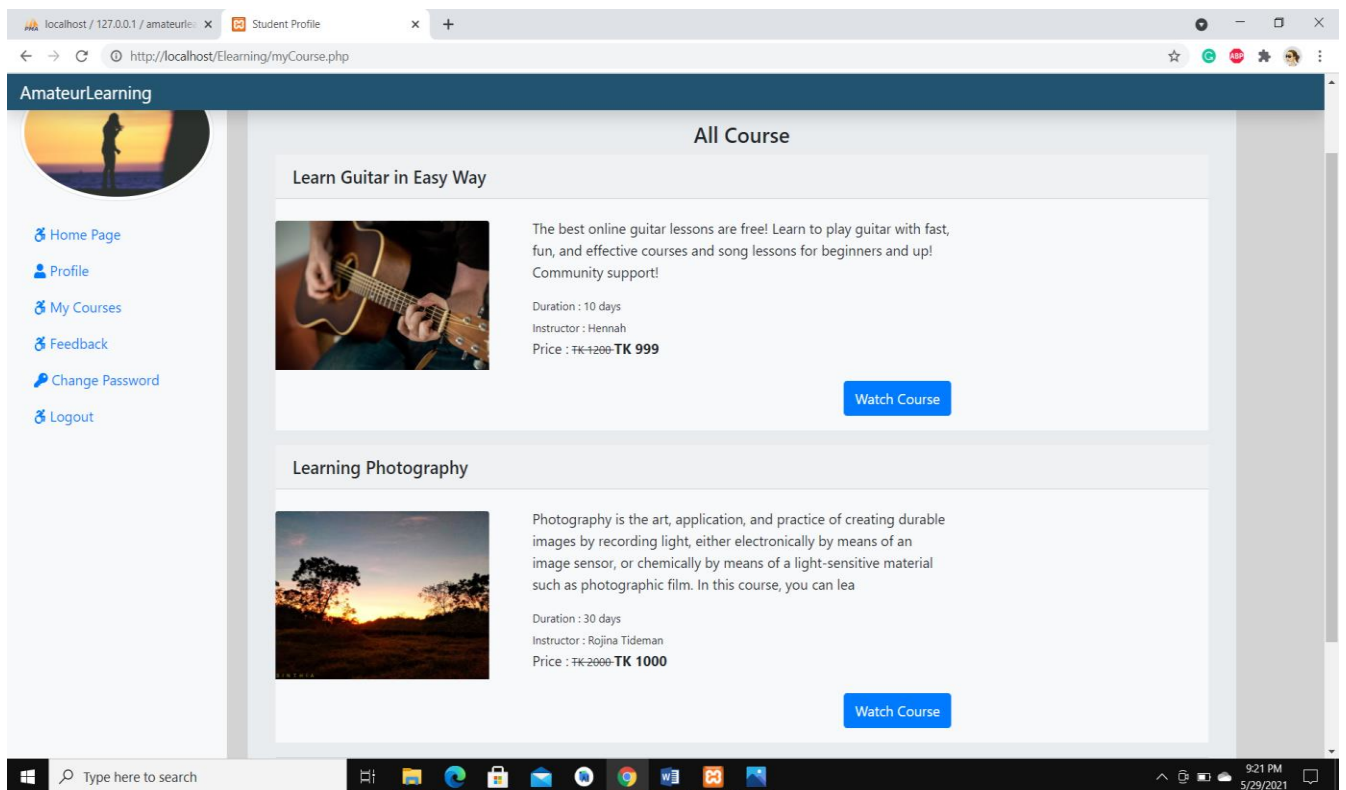 localhost / 127.0.0.1 / amateurlea
Student Profile
http://localhost/Elearning/myCourse.php
AmateurLearning
Home Page
Profile
My Courses
Feedback
Change Password
Logout
All Course
Learn Guitar in Easy Way
The best online guitar lessons are free! Learn to play guitar with fast,
fun, and effective courses and song lessons for beginners and up!
Community support!
Duration : 10 days
Instructor : Hennah
Price : TK 1200 TK 999
Watch Course
Learning Photography
Photography is the art, application, and practice of creating durable
images by recording light, either electronically by means of an
image sensor, or chemically by means of a light-sensitive material
such as photographic film. In this course, you can lea
Duration : 30 days
Instructor : Rojina Tideman
Price : TK 2000 TK 1000
Watch Course
Type here to search
9:21 PM
5/29/2021